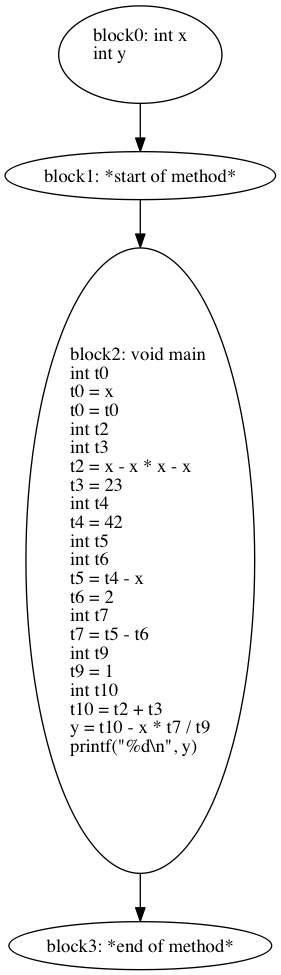 block0: int x
int y
block1: *start of method*
block2: void main
int t0
t0 = x
t0 = t0
int t2
int t3
t2 = x - x * x - x
t3 = 23
int t4
t4 = 42
int t5
int t6
t5 = t4 - x
t6 = 2
int t7
t7 = t5 - t6
int t9
t9 = 1
int t10
t10 = t2 + t3
y = t10 - x * t7 / t9
printf("%d\n", y)
block3: *end of method*